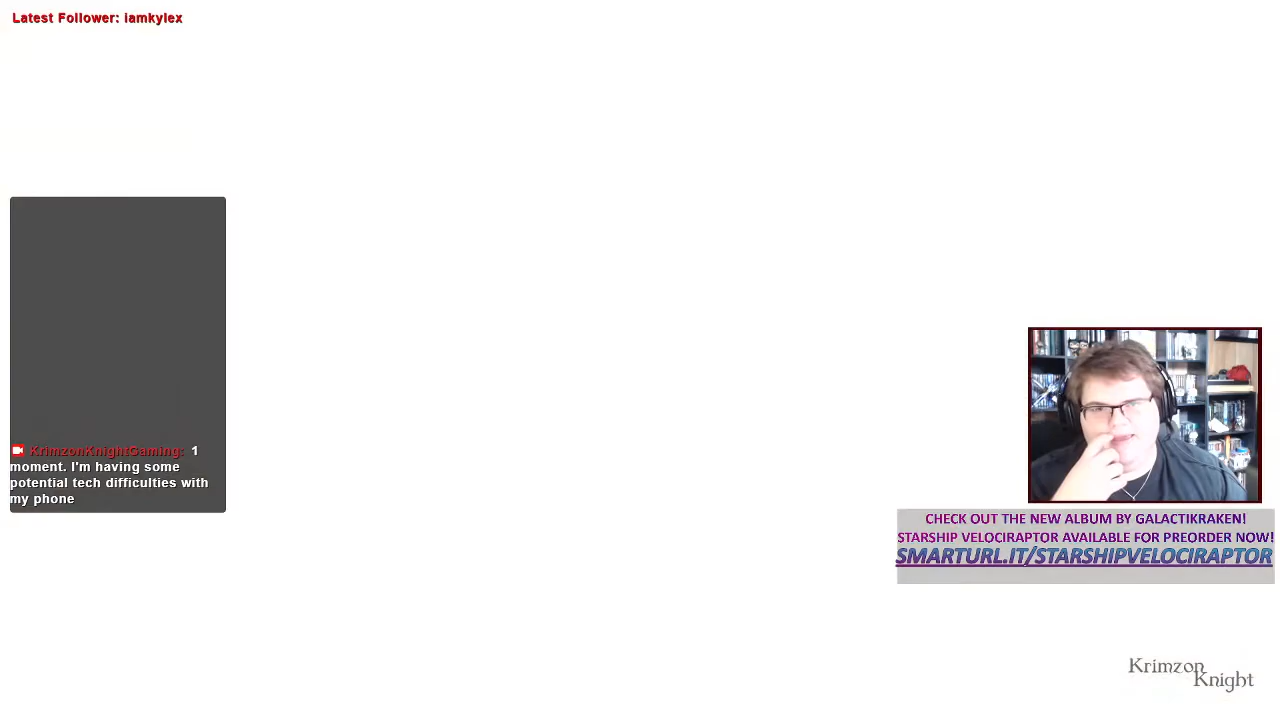 Latest Follower: iamkylex
KrimzonKnightGaming: 1
moment. I'm having some
potential tech difficulties with
my phone
CHECK OUT THE NEW ALBUM BY GALACTIKRAKEN!
STARSHIP VELOCIRAPTOR AVAILABLE FOR PREORDER NOW!
SMARTURL.IT/STARSHIPVELOCIRAPTOR
Krimzon
Knight